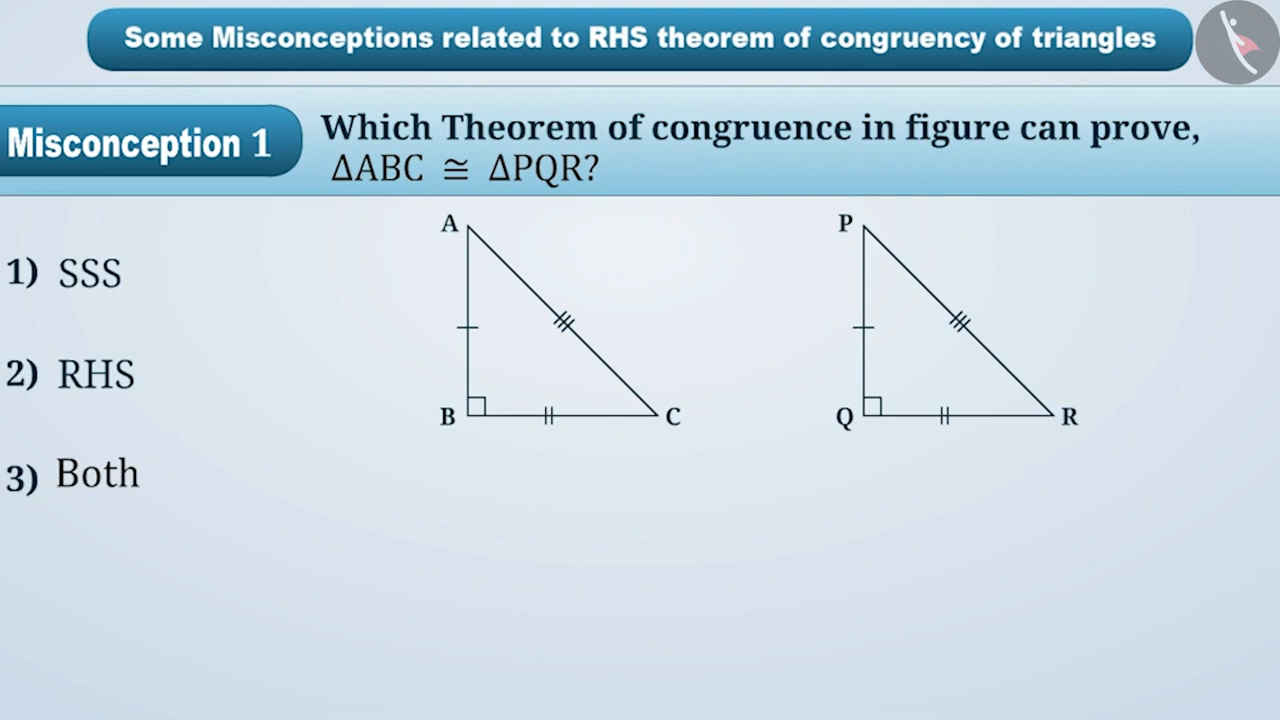 Some Misconceptions related to RHS theorem of congruency of triangles
Misconception 1
Which Theorem of congruence in figure can prove,
ΔABC ≅ ΔPQR?
1) SSS
2) RHS
3) Both
A
B
C
P
Q
R